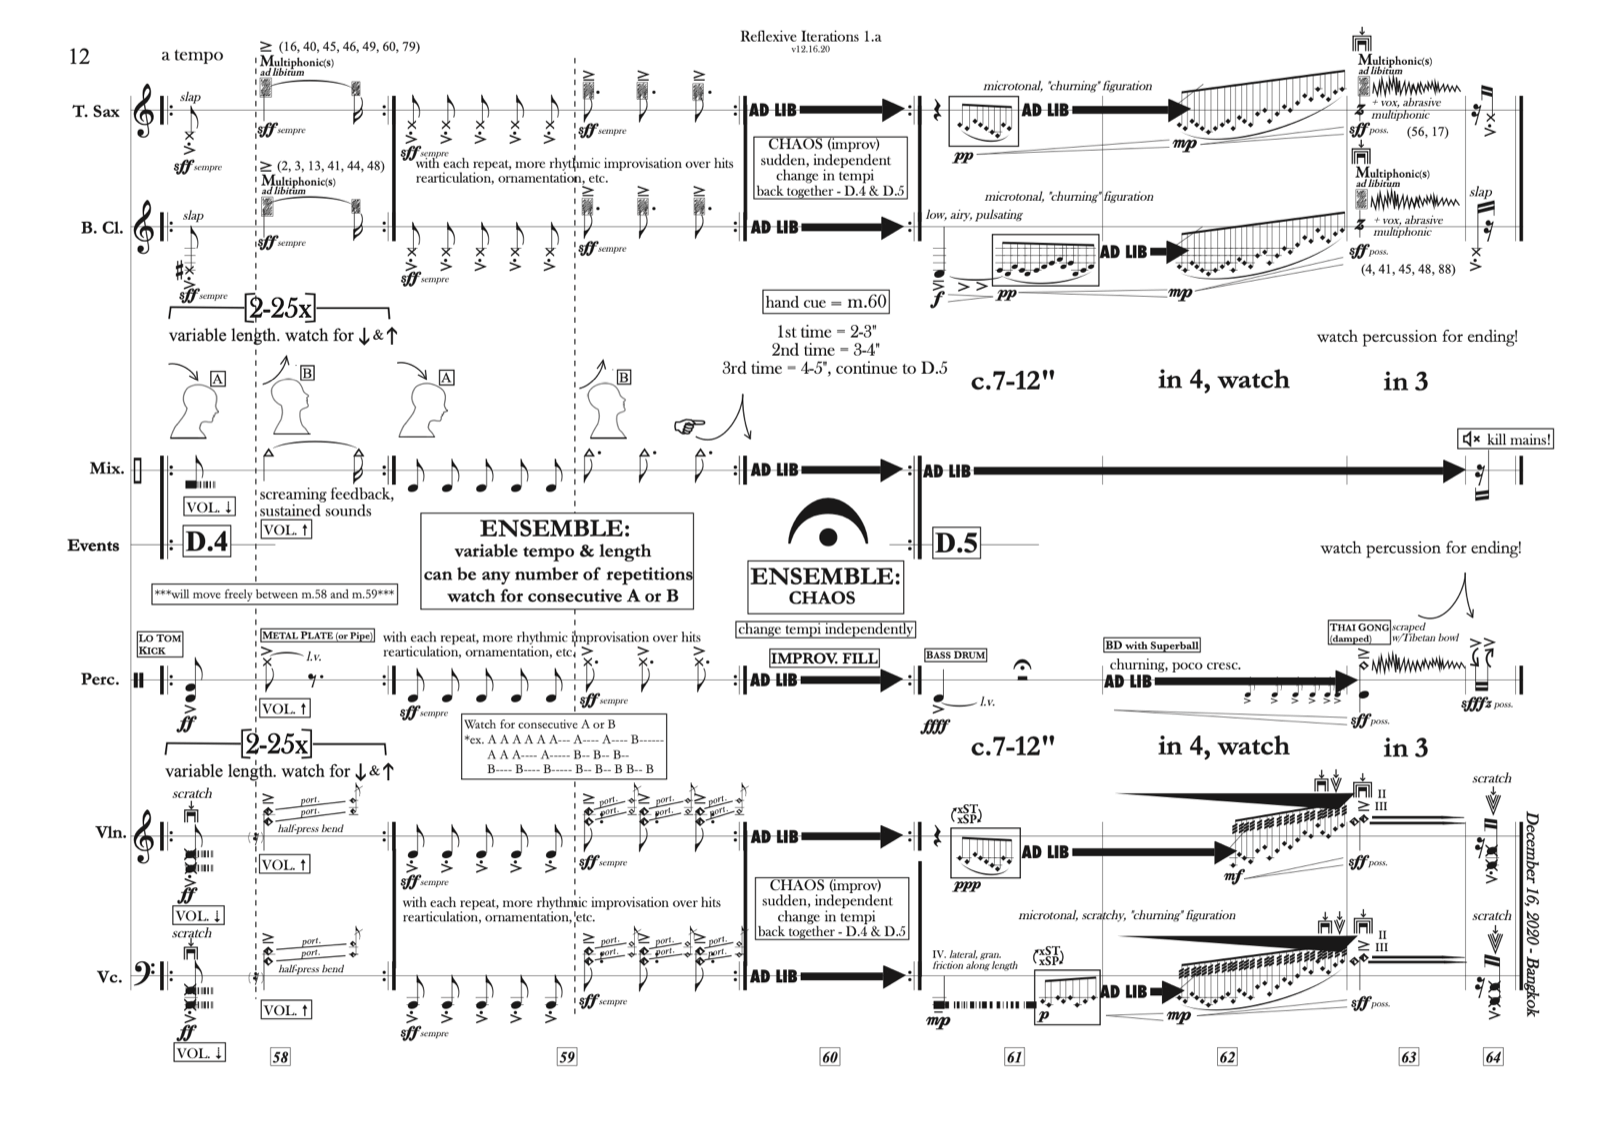 Reflexive Iterations 1.a
v12.16.20
12
a tempo
≥ (16, 40, 45, 46, 49, 60, 79)
Multiphonic(s)
ad libitum
T. Sax
slap
sff sempre
sff sempre
sff sempre
sff sempre
with each repeat, more rhythmic improvisation over hits
rearticulation, ornamentation, etc.
AD LIB
CHAOS (improv)
sudden, independent
change in tempi
back together - D.4 & D.5
microtonal, "churning" figuration
AD LIB
pp
mp
Multiphonic(s)
ad libitum
+ vox, abrasive
multiphonic
sff poss.
(56, 17)
≥ (2, 3, 13, 41, 44, 48)
Multiphonic(s)
ad libitum
B. Cl.
slap
sff sempre
sff sempre
sff sempre
sff sempre
AD LIB
low, airy, pulsating
microtonal, "churning" figuration
AD LIB
f
pp
mp
Multiphonic(s)
ad libitum
+ vox, abrasive
multiphonic
sff poss.
(4, 41, 45, 48, 88)
slap
[2-25x]
variable length. watch for ↓ & ↑
hand cue = m.60
1st time = 2-3"
2nd time = 3-4"
3rd time = 4-5", continue to D.5
watch percussion for ending!
c.7-12"
in 4, watch
in 3
A
B
A
B
Mix.
VOL. ↓
screaming feedback,
sustained sounds
VOL. ↑
AD LIB
AD LIB
kill mains!
Events
D.4
ENSEMBLE:
variable tempo & length
can be any number of repetitions
watch for consecutive A or B
ENSEMBLE:
CHAOS
D.5
watch percussion for ending!
***will move freely between m.58 and m.59***
change tempi independently
LO TOM
KICK
METAL PLATE (or Pipe)
l.v.
with each repeat, more rhythmic improvisation over hits
rearticulation, ornamentation, etc.
IMPROV. FILL
BASS DRUM
BD with Superball
churning, poco cresc.
THAI GONG
(damped)
scraped
w/Tibetan bowl
Perc.
ff
VOL. ↑
sff sempre
sff sempre
AD LIB
l.v.
ffff
AD LIB
sff poss.
sfffz poss.
Watch for consecutive A or B
*ex. A A A A A A--- A---- A---- B------
A A A---- A----- B-- B-- B--
B---- B---- B----- B-- B-- B B-- B
[2-25x]
variable length. watch for ↓ & ↑
c.7-12"
in 4, watch
in 3
Vln.
scratch
ff
VOL. ↓
port.
port.
half-press bend
VOL. ↑
sff sempre
port.
port.
port.
port.
port.
port.
sff sempre
AD LIB
xST
xSP
AD LIB
ppp
mf
II
III
sff poss.
scratch
with each repeat, more rhythmic improvisation over hits
rearticulation, ornamentation, etc.
CHAOS (improv)
sudden, independent
change in tempi
back together - D.4 & D.5
microtonal, scratchy, "churning" figuration
Vc.
scratch
ff
VOL. ↓
port.
port.
half-press bend
VOL. ↑
sff sempre
port.
port.
port.
port.
port.
port.
sff sempre
AD LIB
IV. lateral, gran.
friction along length
xST
xSP
mp
p
AD LIB
mp
II
III
sff poss.
scratch
December 16, 2020 - Bangkok
58
59
60
61
62
63
64